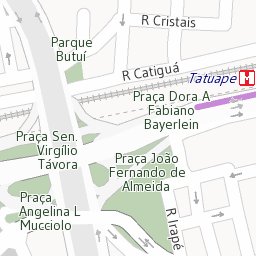 R Cristais
Parque
Butuí
R Catiguá
Tatuape
M
Praça Dora A
Fabiano
Bayerlein
Praça Sen.
Virgílio
Távora
Praça João
Fernando de
Almeida
Praça
Angelina L
Mucciolo
R Irapé